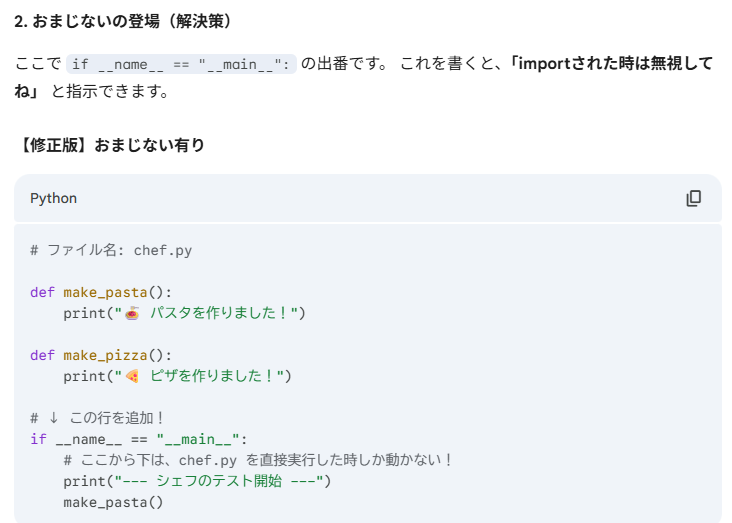 2. おまじないの登場（解決策）
ここで if __name__ == "__main__": の出番です。 これを書くと、「importされた時は無視して
ね」 と指示できます。
【修正版】おまじない有り
Python
# ファイル名: chef.py
def make_pasta():
    print("🍝 パスタを作りました！")
def make_pizza():
    print("🍕 ピザを作りました！")
# ↓ この行を追加！
if __name__ == "__main__":
    # ここから下は、chef.py を直接実行した時しか動かない！
    print("--- シェフのテスト開始 ---")
    make_pasta()